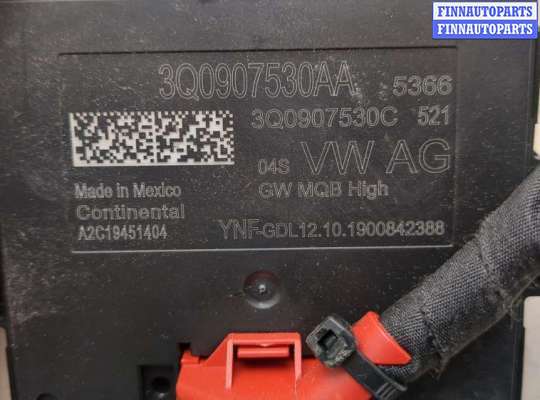 FINNAUTOPARTS
FINNAUTOPARTS
3Q0907530AA 5366
3Q0907530C 521
04S VW AG
Made in Mexico GW MQB High
Continental
A2C19451404 YNF-GDL12.10.1900842388